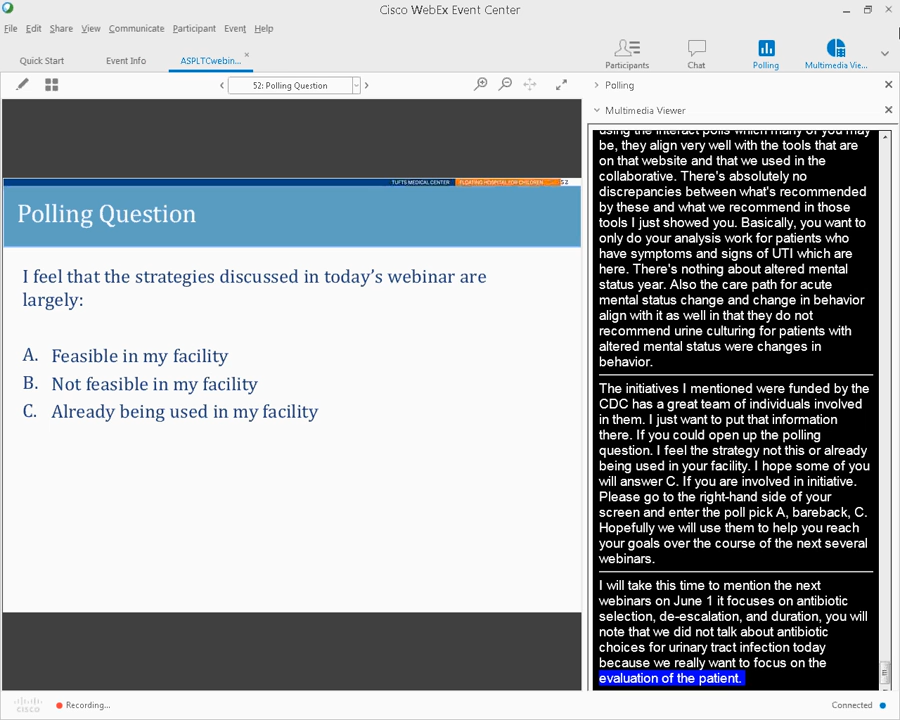 Cisco WebEx Event Center
File Edit Share View Communicate Participant Event Help
Participants Chat Polling Multimedia Vie...
Quick Start Event Info ASPLTCwebin...
52: Polling Question
Polling
Multimedia Viewer
TUFTS MEDICAL CENTER FLOATING HOSPITAL FOR CHILDREN 52
Polling Question
I feel that the strategies discussed in today's webinar are
largely:
A. Feasible in my facility
B. Not feasible in my facility
C. Already being used in my facility
using the interact polls which many of you may
be, they align very well with the tools that are
on that website and that we used in the
collaborative. There's absolutely no
discrepancies between what's recommended
by these and what we recommend in those
tools I just showed you. Basically, you want to
only do your analysis work for patients who
have symptoms and signs of UTI which are
here. There's nothing about altered mental
status year. Also the care path for acute
mental status change and change in behavior
align with it as well in that they do not
recommend urine culturing for patients with
altered mental status were changes in
behavior.
The initiatives I mentioned were funded by the
CDC has a great team of individuals involved
in them. I just want to put that information
there. If you could open up the polling
question. I feel the strategy not this or already
being used in your facility. I hope some of you
will answer C. If you are involved in initiative.
Please go to the right-hand side of your
screen and enter the poll pick A, bareback, C.
Hopefully we will use them to help you reach
your goals over the course of the next several
webinars.
I will take this time to mention the next
webinars on June 1 it focuses on antibiotic
selection, de-escalation, and duration, you will
note that we did not talk about antibiotic
choices for urinary tract infection today
because we really want to focus on the
evaluation of the patient.
cisco
Recording...
Connected